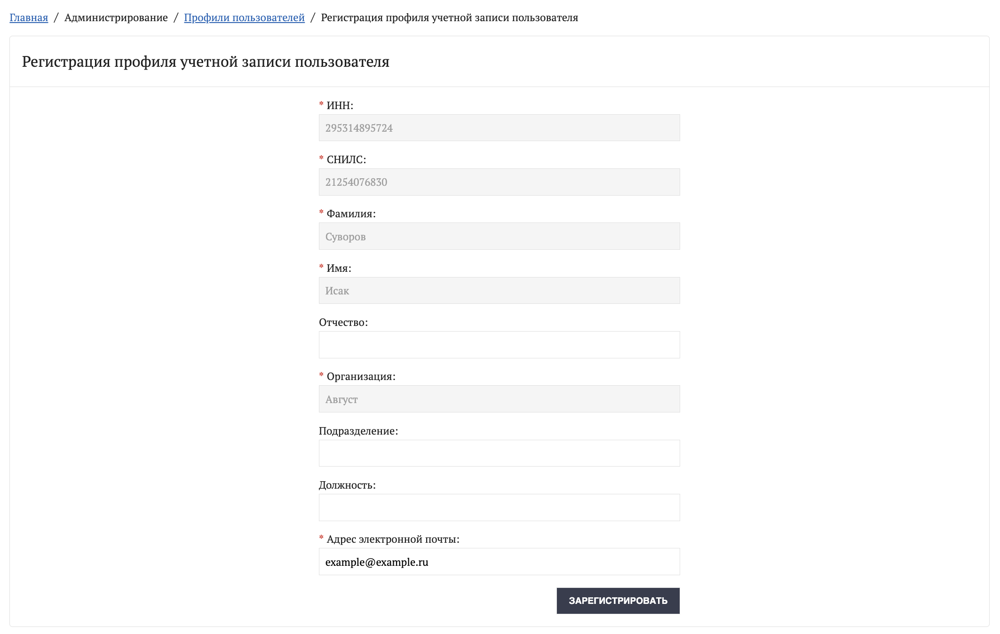 Главная / Администрирование / Профили пользователей / Регистрация профиля учетной записи пользователя
Регистрация профиля учетной записи пользователя
* ИНН:
295314895724
* СНИЛС:
21254076830
* Фамилия:
Суворов
* Имя:
Исак
Отчество:
* Организация:
Август
Подразделение:
Должность:
* Адрес электронной почты:
example@example.ru
ЗАРЕГИСТРИРОВАТЬ